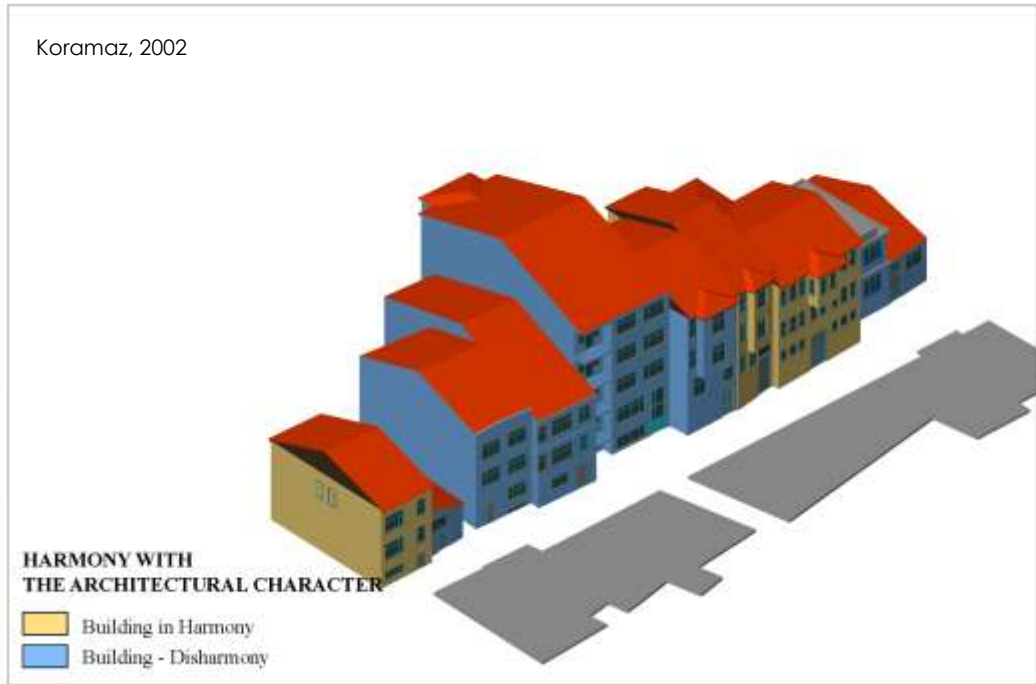 Koramaz, 2002
HARMONY WITH
THE ARCHITECTURAL CHARACTER
Building in Harmony
Building - Disharmony